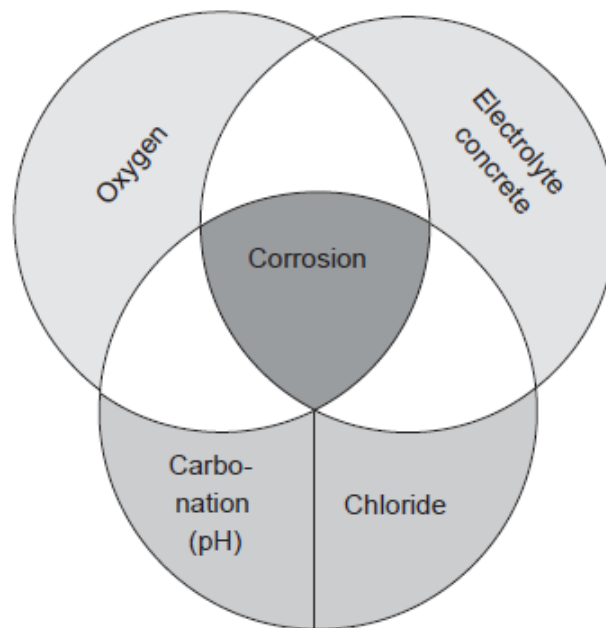 Oxygen
Electrolyte
concrete
Corrosion
Carbo-
nation
(pH)
Chloride